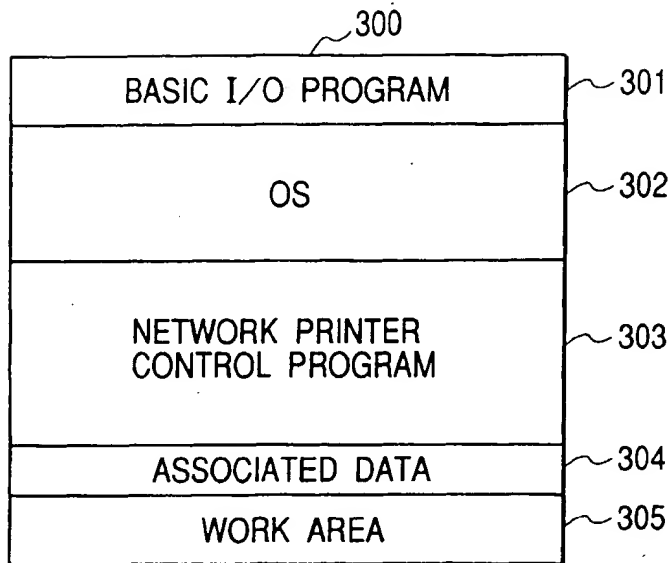 300
BASIC I/O PROGRAM 301
OS 302
NETWORK PRINTER
CONTROL PROGRAM 303
ASSOCIATED DATA 304
WORK AREA 305